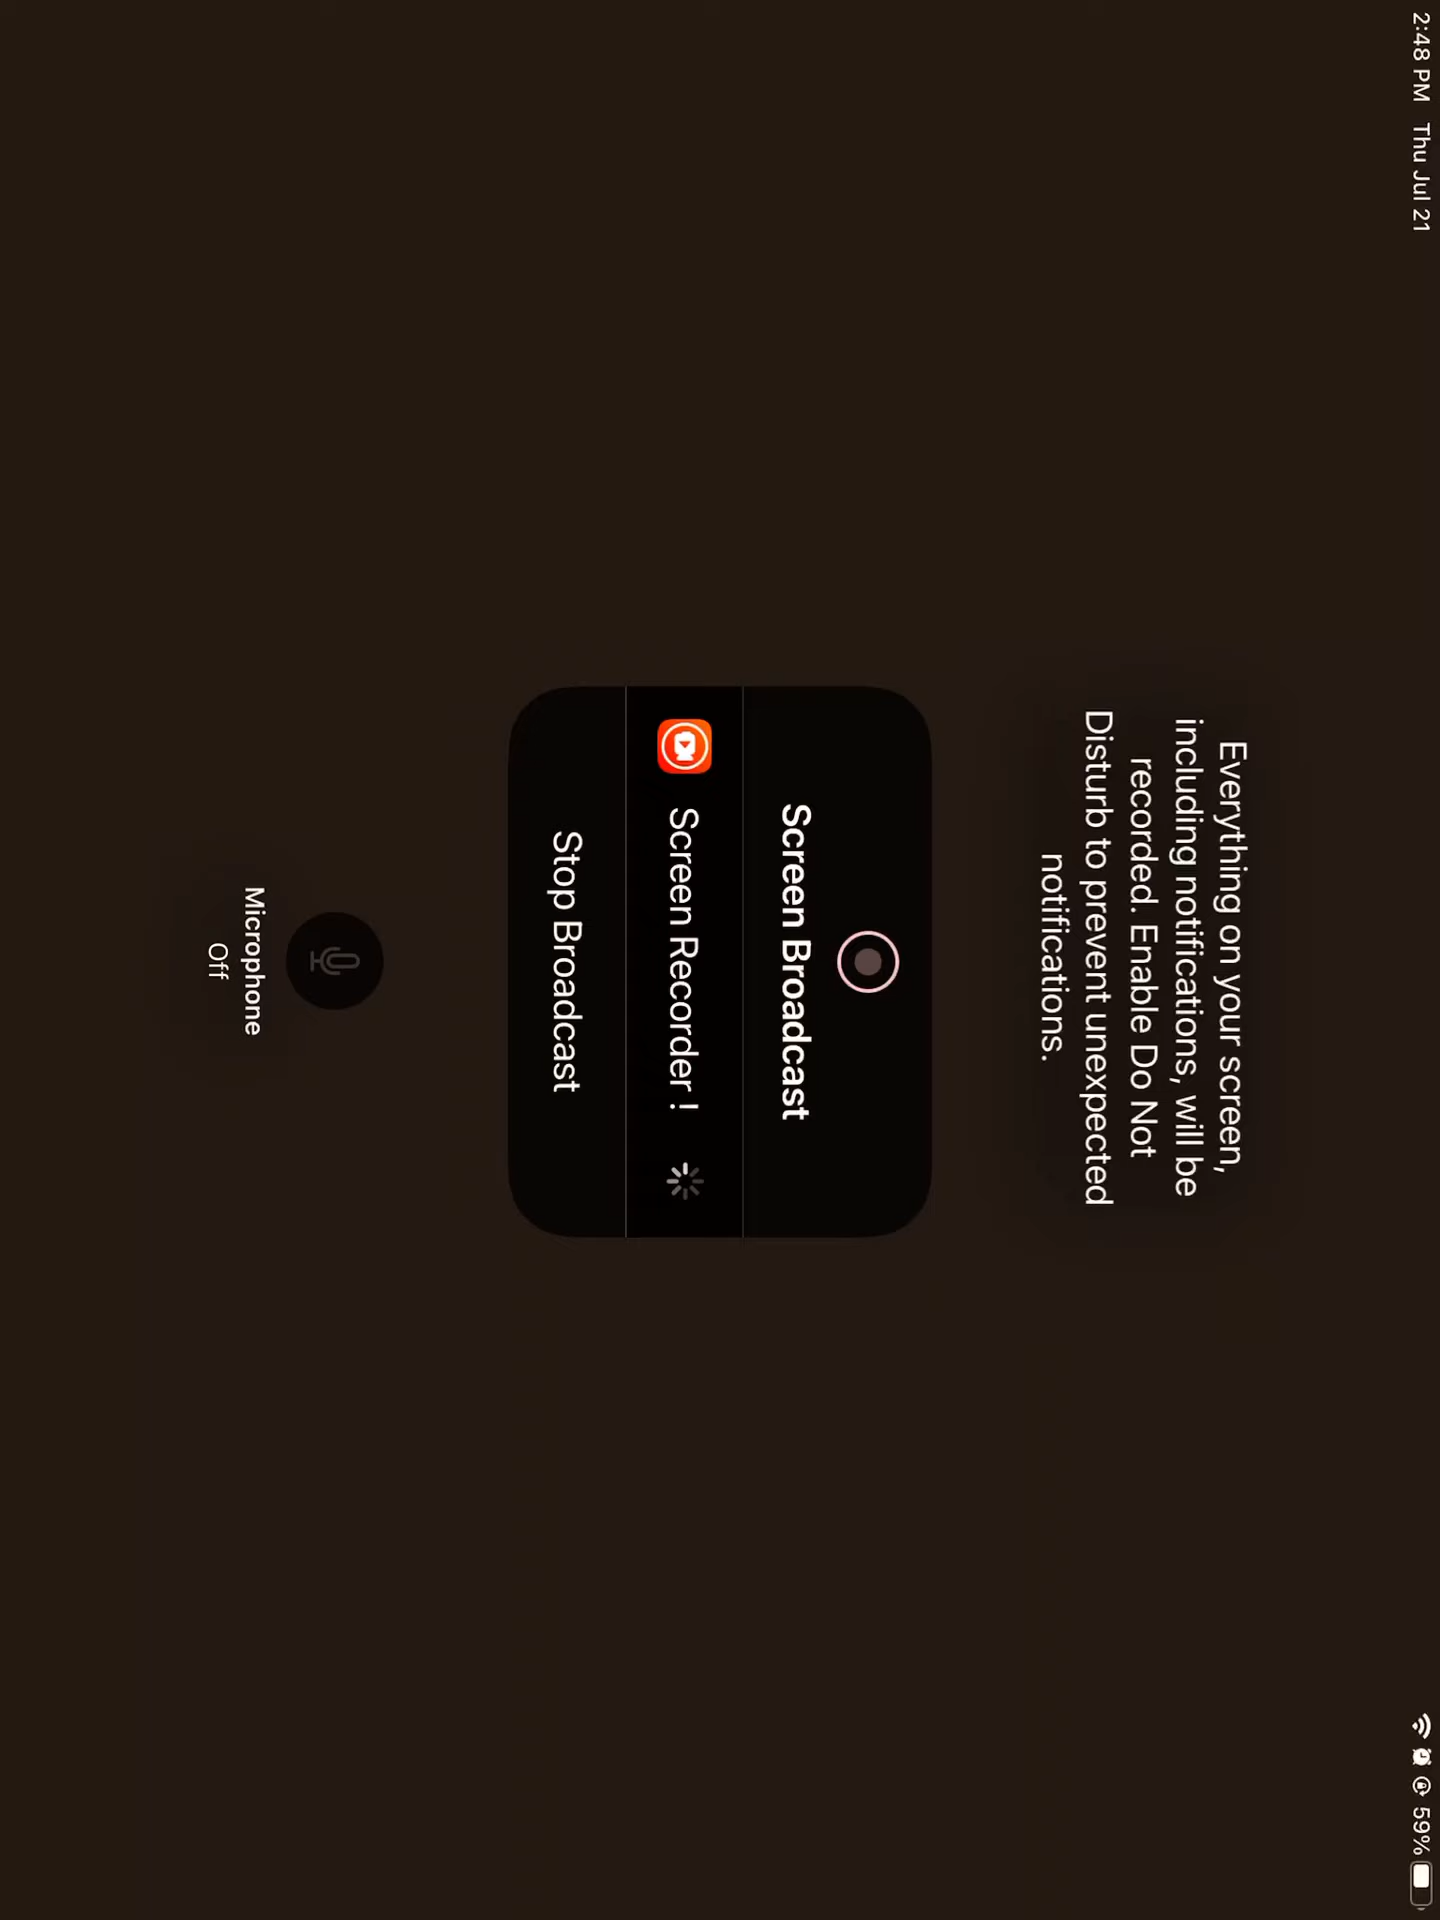 2:48 PM Thu Jul 21
59%
Everything on your screen,
including notifications, will be
recorded. Enable Do Not
Disturb to prevent unexpected
notifications.
Screen Broadcast
Screen Recorder !
Stop Broadcast
Microphone
Off